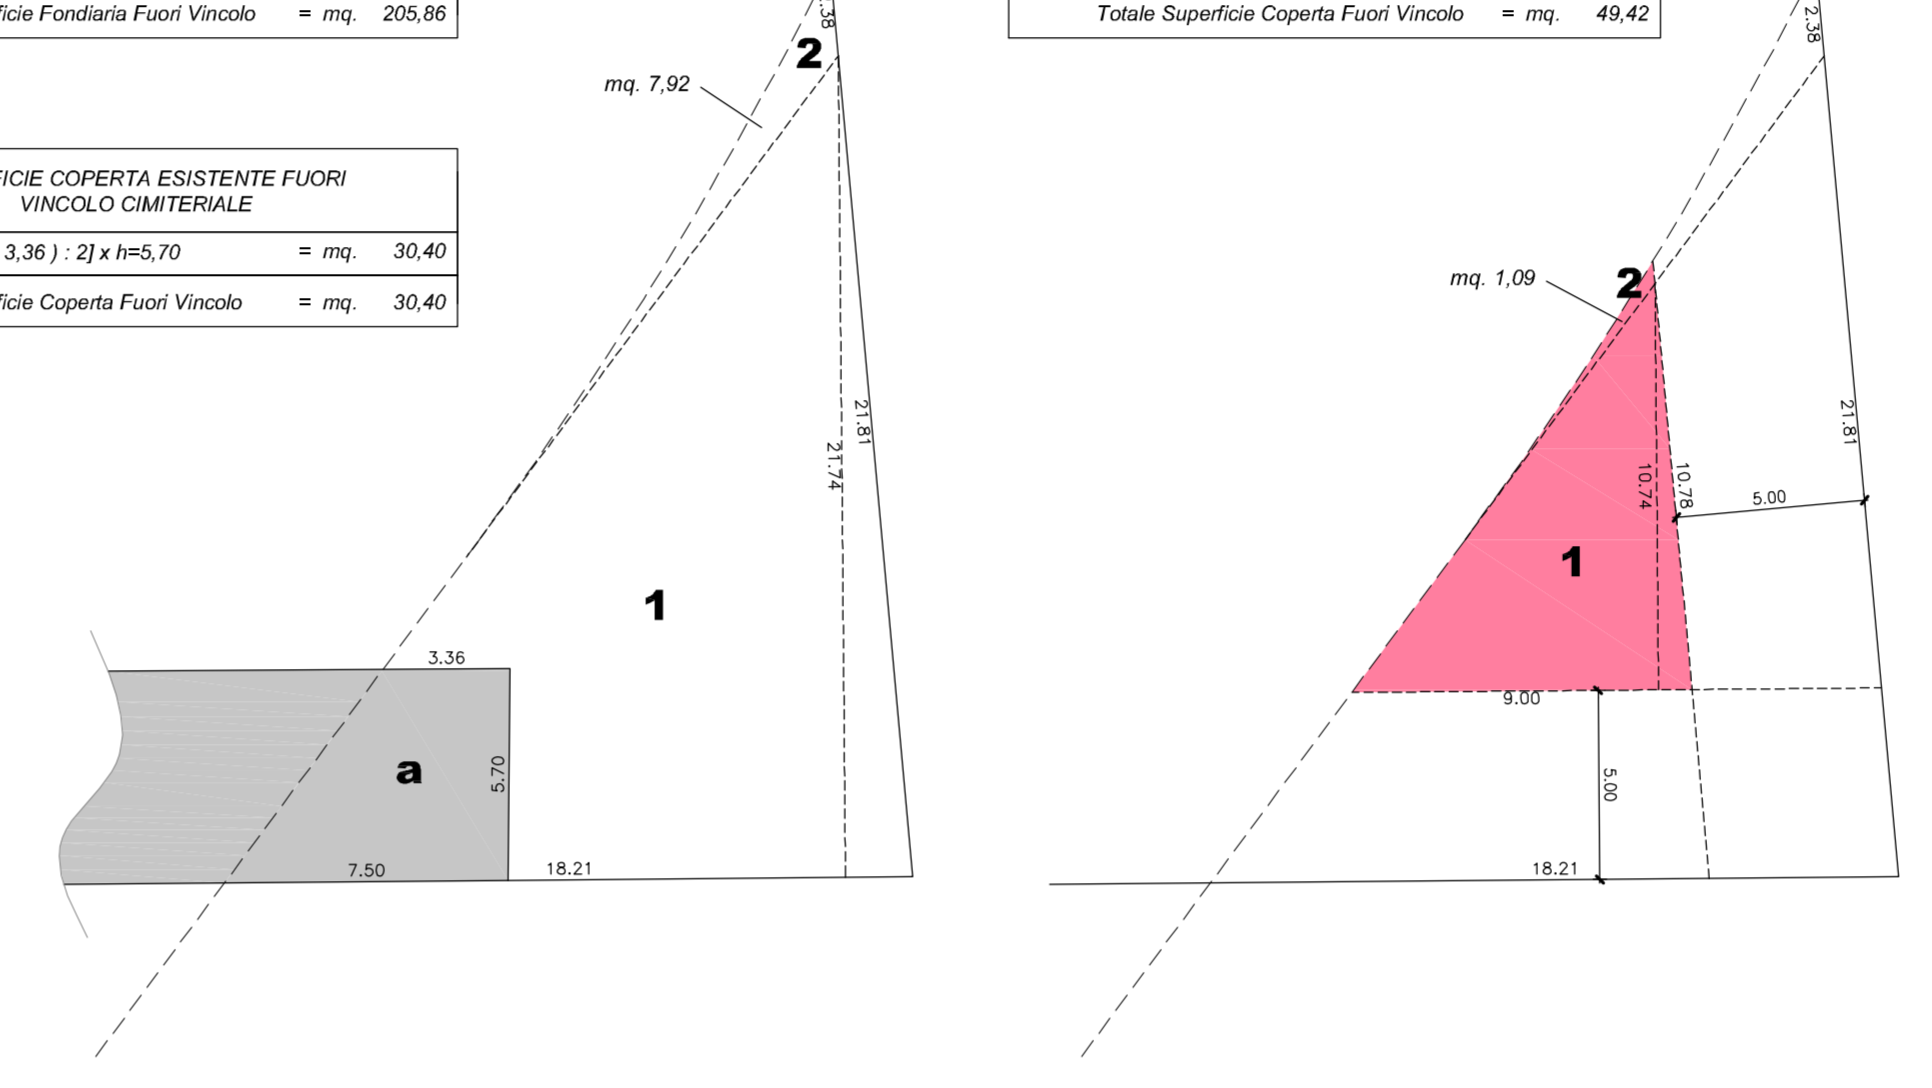 ficie Fondiaria Fuori Vincolo = mq. 205,86
Totale Superficie Coperta Fuori Vincolo = mq. 49,42
.38
2
mq. 7,92
2.38
FICIE COPERTA ESISTENTE FUORI
VINCOLO CIMITERIALE
3,36 ) : 2] x h=5,70 = mq. 30,40
ficie Coperta Fuori Vincolo = mq. 30,40
21.81
21.74
1
3.36
a
5.70
7.50
18.21
mq. 1,09
2
21.81
10.74
10.78
5.00
1
9.00
5.00
18.21